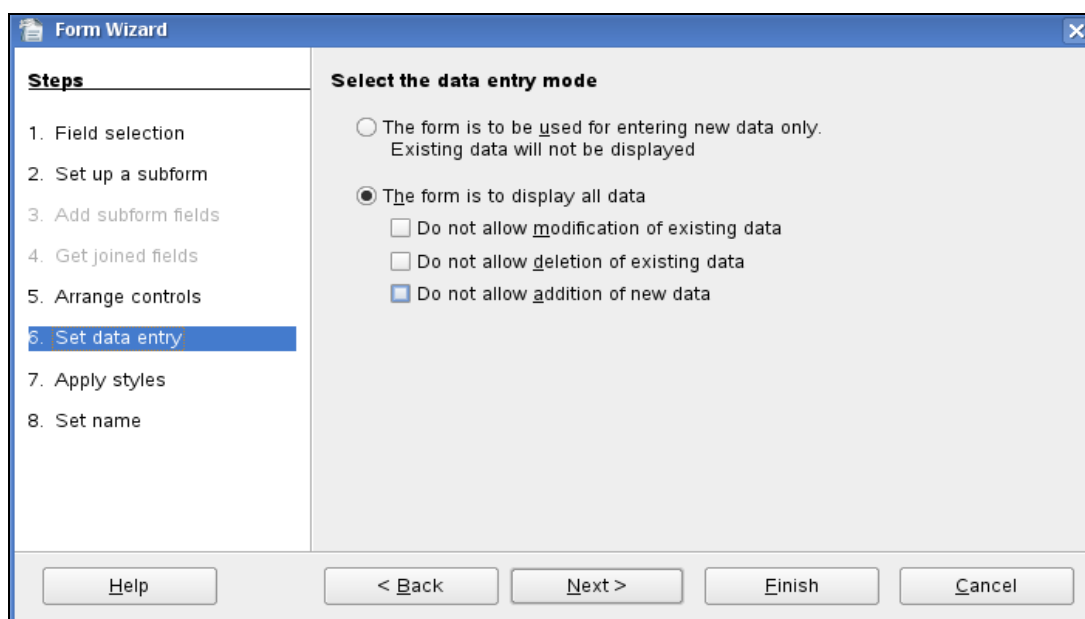 Form Wizard
Steps
1. Field selection
2. Set up a subform
3. Add subform fields
4. Get joined fields
5. Arrange controls
6. Set data entry
7. Apply styles
8. Set name
Select the data entry mode
The form is to be used for entering new data only.
Existing data will not be displayed
The form is to display all data
Do not allow modification of existing data
Do not allow deletion of existing data
Do not allow addition of new data
Help
< Back
Next >
Finish
Cancel